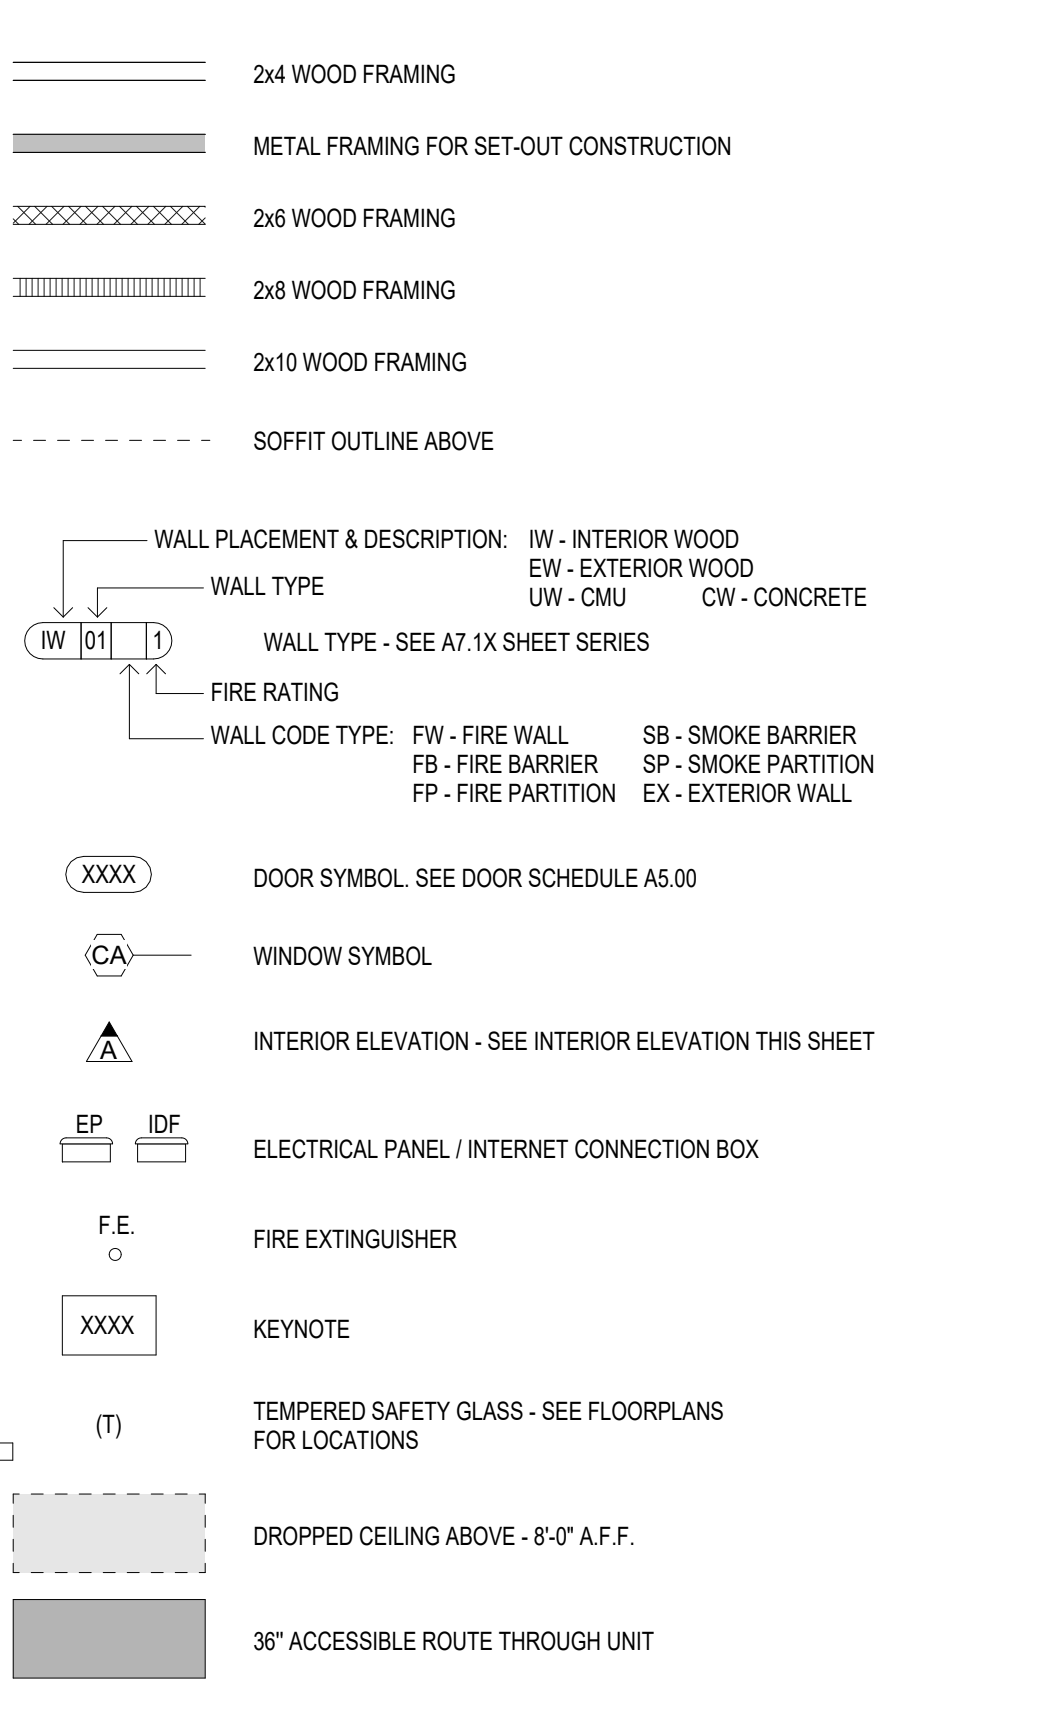 2x4 WOOD FRAMING
METAL FRAMING FOR SET-OUT CONSTRUCTION
2x6 WOOD FRAMING
2x8 WOOD FRAMING
2x10 WOOD FRAMING
SOFFIT OUTLINE ABOVE
WALL PLACEMENT & DESCRIPTION: IW - INTERIOR WOOD
EW - EXTERIOR WOOD
WALL TYPE
UW - CMU CW - CONCRETE
IW 01 1 WALL TYPE - SEE A7.1X SHEET SERIES
FIRE RATING
WALL CODE TYPE: FW - FIRE WALL SB - SMOKE BARRIER
FB - FIRE BARRIER SP - SMOKE PARTITION
FP - FIRE PARTITION EX - EXTERIOR WALL
XXXX DOOR SYMBOL. SEE DOOR SCHEDULE A5.00
CA WINDOW SYMBOL
A INTERIOR ELEVATION - SEE INTERIOR ELEVATION THIS SHEET
EP IDF
ELECTRICAL PANEL / INTERNET CONNECTION BOX
F.E.
FIRE EXTINGUISHER
XXXX KEYNOTE
(T) TEMPERED SAFETY GLASS - SEE FLOORPLANS
FOR LOCATIONS
DROPPED CEILING ABOVE - 8'-0" A.F.F.
36" ACCESSIBLE ROUTE THROUGH UNIT